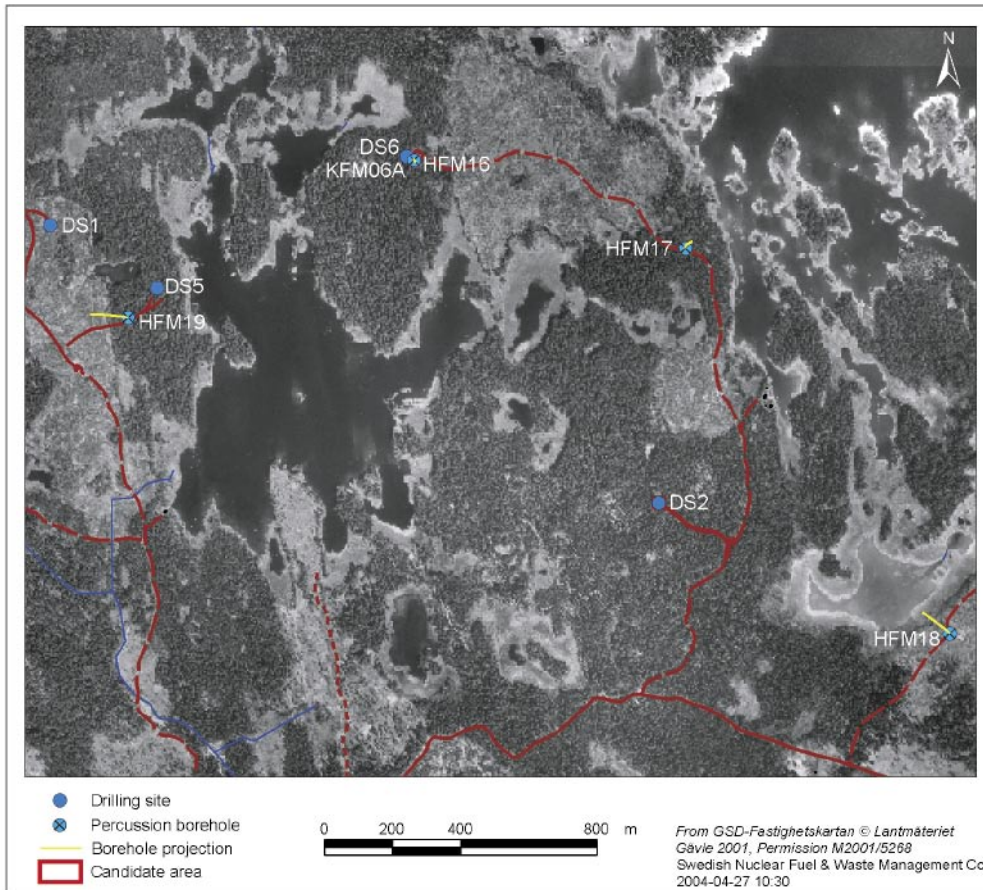 N
DS6
KFM06A
HFM16
DS1
HFM17
DS5
HFM19
DS2
HFM18
Drilling site
Percussion borehole
Borehole projection
Candidate area
0 200 400 800 m
From GSD-Fastighetskartan © Lantmäteriet
Gävle 2001, Permission M2001/5268
Swedish Nuclear Fuel & Waste Management Co
2004-04-27 10:30